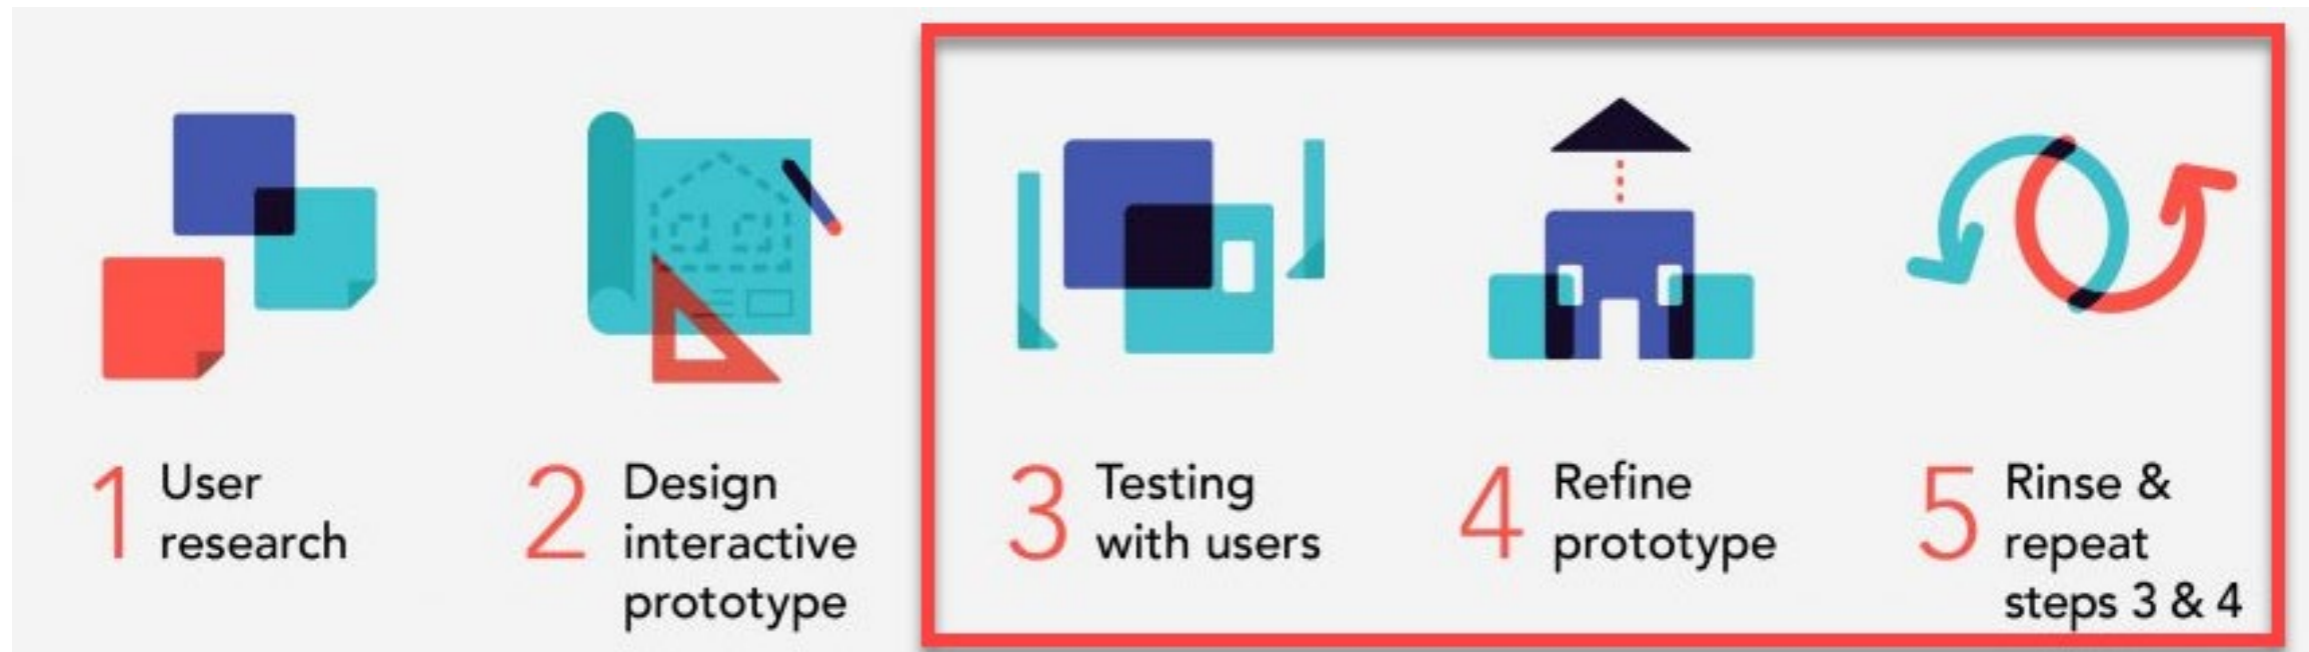 1 User
research
2 Design
interactive
prototype
3 Testing
with users
4 Refine
prototype
5 Rinse &
repeat
steps 3 & 4